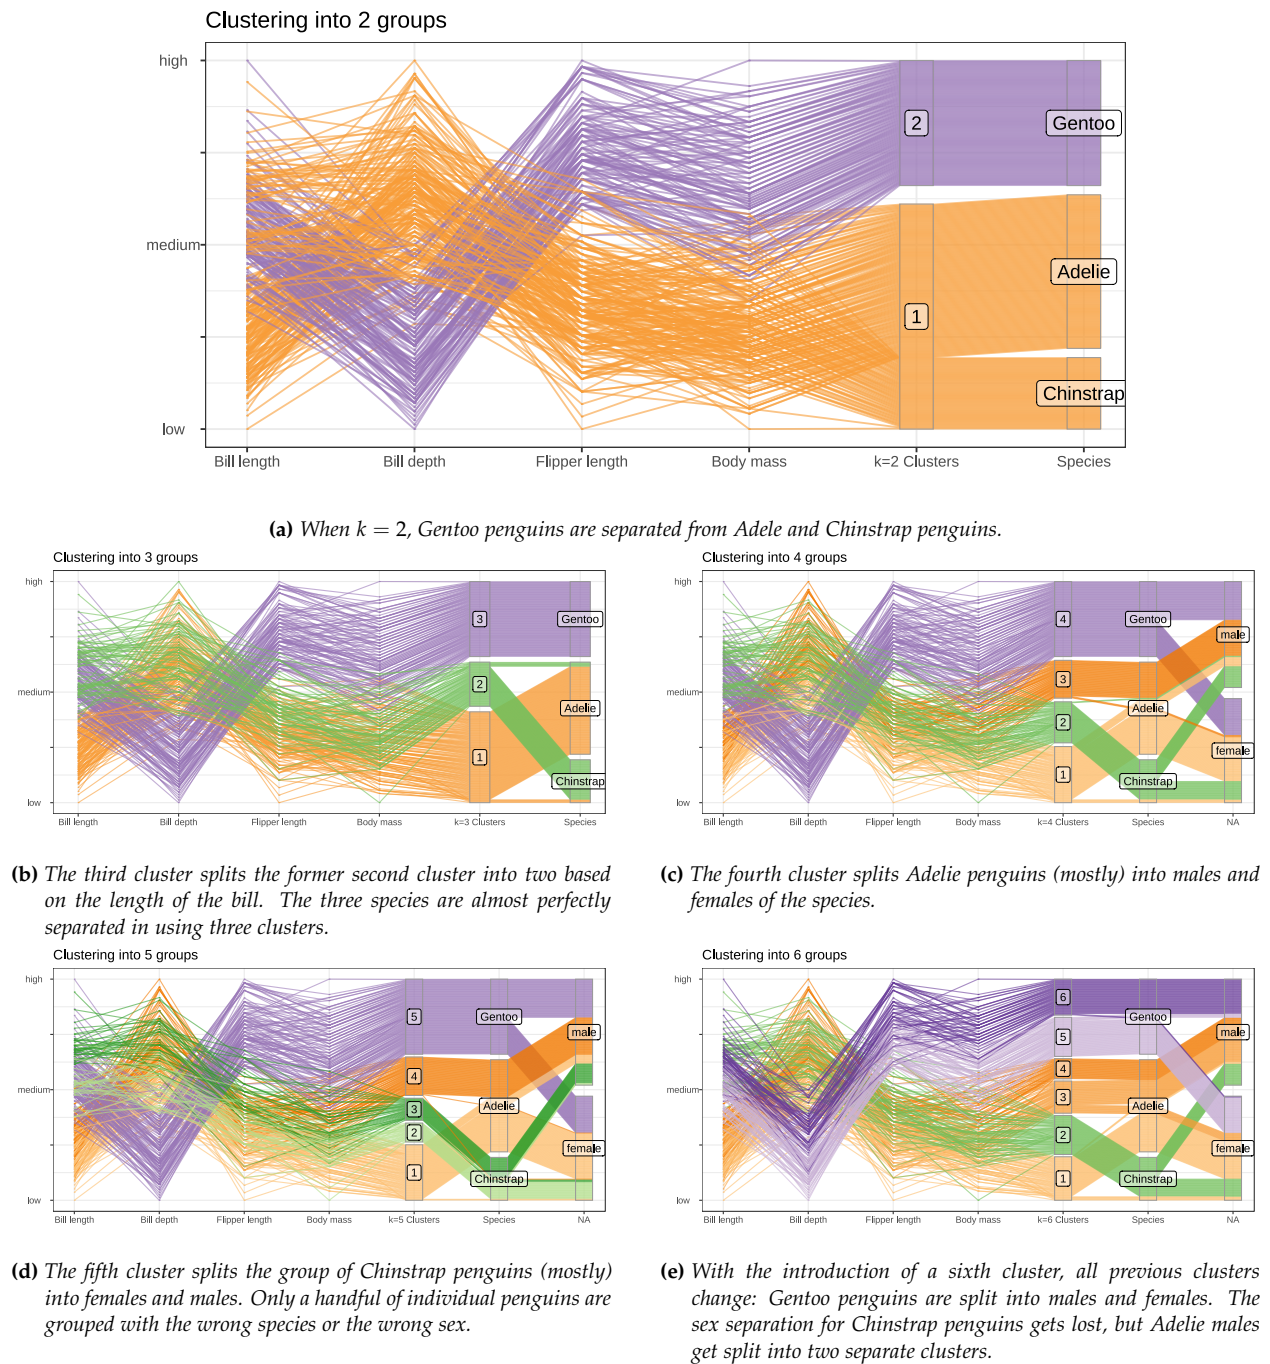 Clustering into 2 groups
high
medium
low
2
1
Gentoo
Adelie
Chinstrap
Bill length Bill depth Flipper length Body mass k=2 Clusters Species
(a) When k = 2, Gentoo penguins are separated from Adele and Chinstrap penguins.
Clustering into 3 groups
high
medium
low
3
2
1
Gentoo
Adelie
Chinstrap
Bill length Bill depth Flipper length Body mass k=3 Clusters Species
(b) The third cluster splits the former second cluster into two based
on the length of the bill. The three species are almost perfectly
separated in using three clusters.
Clustering into 4 groups
high
medium
low
4
3
2
1
Gentoo
Adelie
Chinstrap
male
female
Bill length Bill depth Flipper length Body mass k=4 Clusters Species NA
(c) The fourth cluster splits Adelie penguins (mostly) into males and
females of the species.
Clustering into 5 groups
high
medium
low
5
4
3
2
1
Gentoo
Adelie
Chinstrap
male
female
Bill length Bill depth Flipper length Body mass k=5 Clusters Species NA
(d) The fifth cluster splits the group of Chinstrap penguins (mostly)
into females and males. Only a handful of individual penguins are
grouped with the wrong species or the wrong sex.
Clustering into 6 groups
high
medium
low
6
5
4
3
2
1
Gentoo
Adelie
Chinstrap
male
female
Bill length Bill depth Flipper length Body mass k=6 Clusters Species NA
(e) With the introduction of a sixth cluster, all previous clusters
change: Gentoo penguins are split into males and females. The
sex separation for Chinstrap penguins gets lost, but Adelie males
get split into two separate clusters.